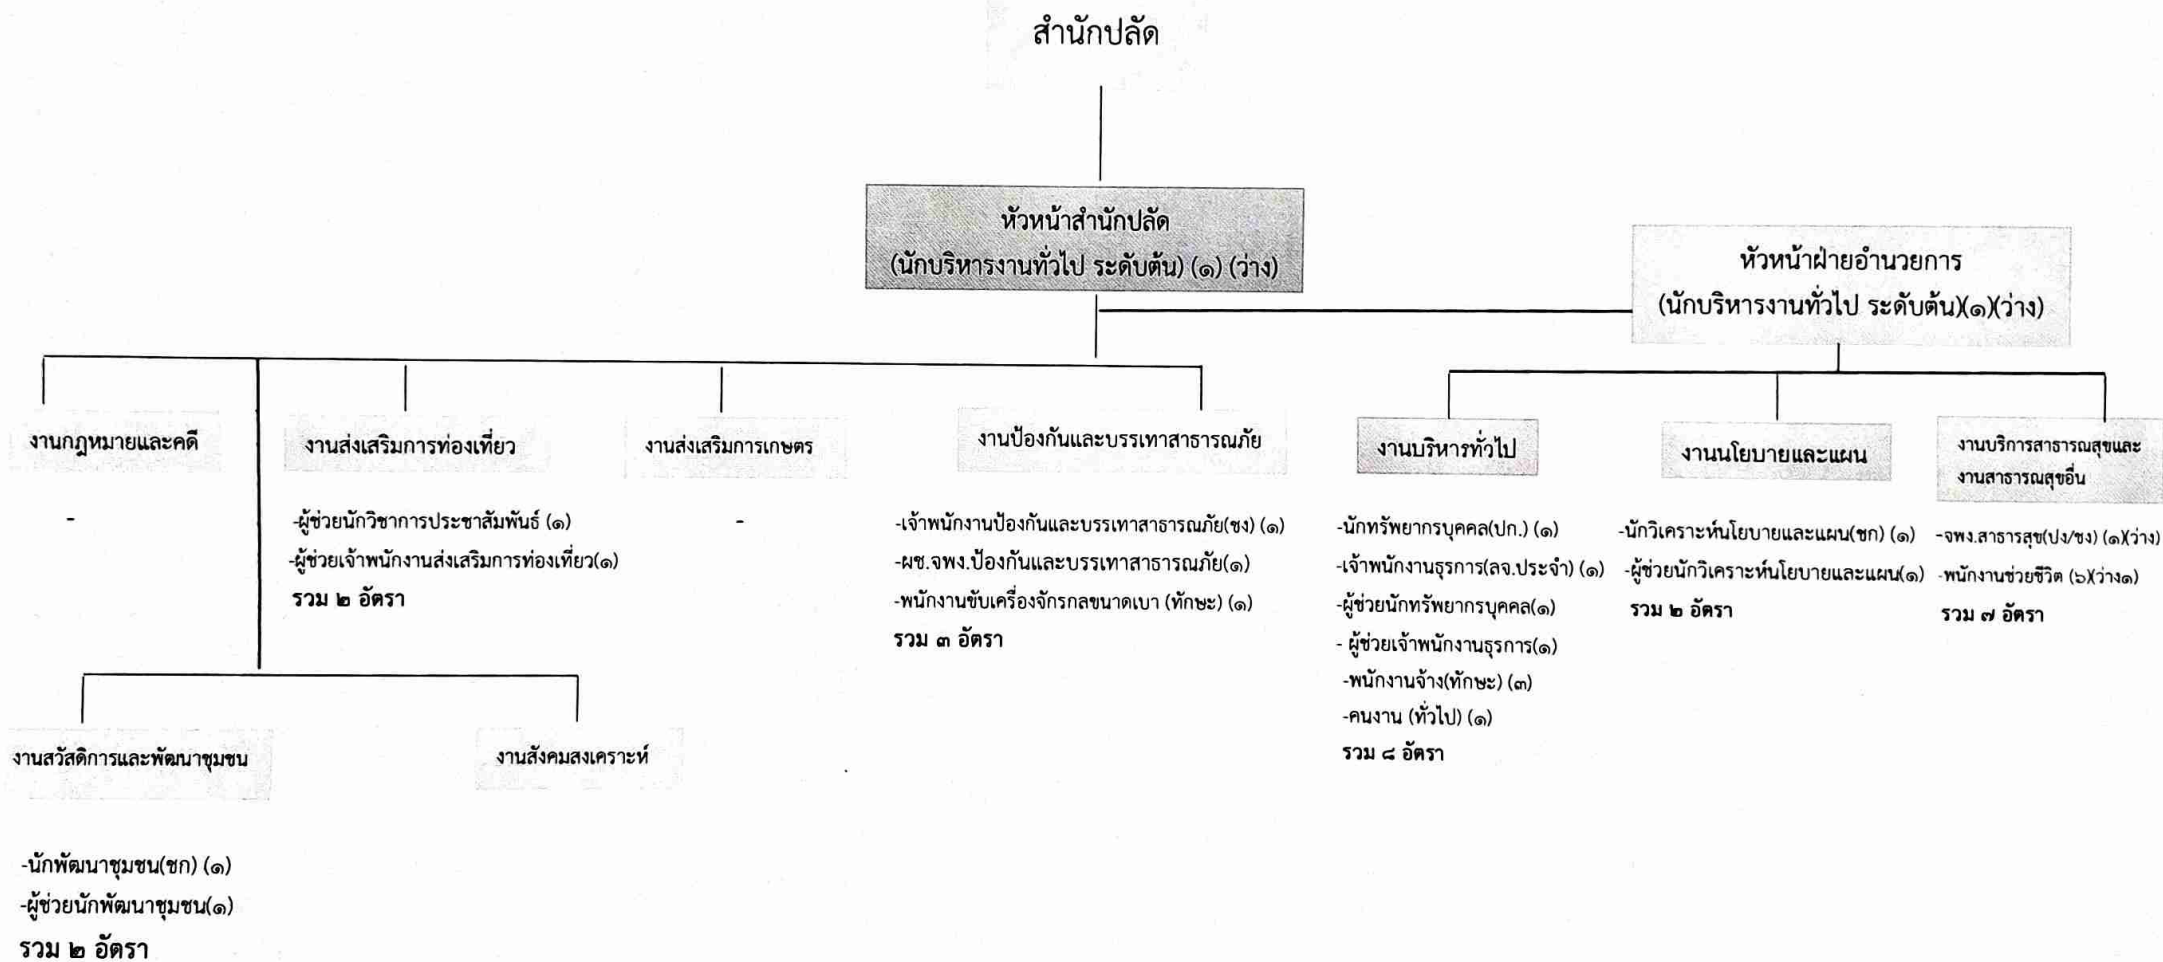 สำนักปลัด
หัวหน้าสำนักปลัด
(นักบริหารงานทั่วไป ระดับต้น) (๑) (ว่าง)
หัวหน้าฝ่ายอำนวยการ
(นักบริหารงานทั่วไป ระดับต้น)(๑)(ว่าง)
งานกฎหมายและคดี
-
งานส่งเสริมการท่องเที่ยว
-ผู้ช่วยนักวิชาการประชาสัมพันธ์ (๑)
-ผู้ช่วยเจ้าพนักงานส่งเสริมการท่องเที่ยว(๑)
รวม ๒ อัตรา
งานส่งเสริมการเกษตร
-
งานป้องกันและบรรเทาสาธารณภัย
-เจ้าพนักงานป้องกันและบรรเทาสาธารณภัย(ชง) (๑)
-ผช.จพง.ป้องกันและบรรเทาสาธารณภัย(๑)
-พนักงานขับเครื่องจักรกลขนาดเบา (ทักษะ) (๑)
รวม ๓ อัตรา
งานบริหารทั่วไป
-นักทรัพยากรบุคคล(ปก.) (๑)
-เจ้าพนักงานธุรการ(ลจ.ประจำ) (๑)
-ผู้ช่วยนักทรัพยากรบุคคล(๑)
- ผู้ช่วยเจ้าพนักงานธุรการ(๑)
-พนักงานจ้าง(ทักษะ) (๓)
-คนงาน (ทั่วไป) (๑)
รวม ๘ อัตรา
งานนโยบายและแผน
-นักวิเคราะห์นโยบายและแผน(ชก) (๑)
-ผู้ช่วยนักวิเคราะห์นโยบายและแผน(๑)
รวม ๒ อัตรา
งานบริการสาธารณสุขและ
งานสาธารณสุขอื่น
-จพง.สาธารสุข(ปง/ชง) (๑)(ว่าง)
-พนักงานช่วยชีวิต (๖)(ว่าง๑)
รวม ๗ อัตรา
งานสวัสดิการและพัฒนาชุมชน
-นักพัฒนาชุมชน(ชก) (๑)
-ผู้ช่วยนักพัฒนาชุมชน(๑)
รวม ๒ อัตรา
งานสังคมสงเคราะห์